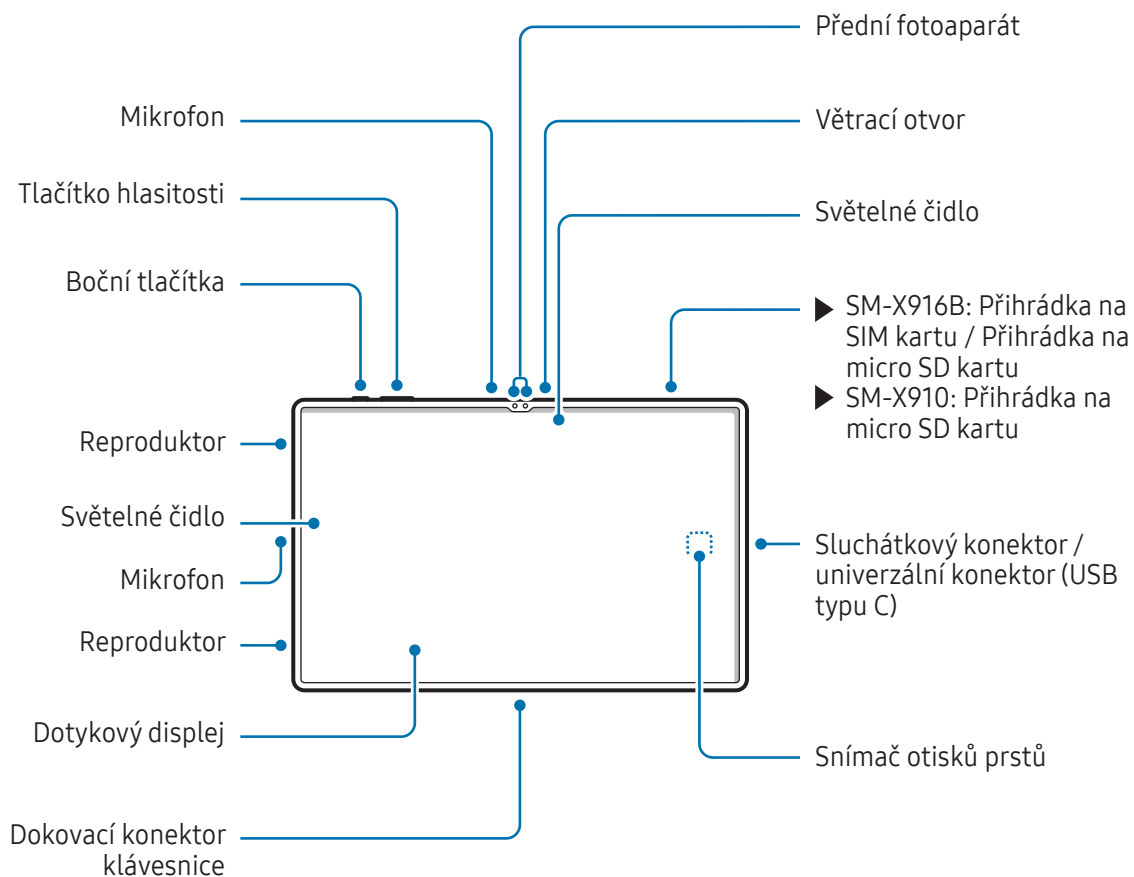 Přední fotoaparát
Mikrofon
Větrací otvor
Tlačítko hlasitosti
Světelné čidlo
Boční tlačítka
▶ SM-X916B: Přihrádka na
SIM kartu / Přihrádka na
micro SD kartu
▶ SM-X910: Přihrádka na
micro SD kartu
Reproduktor
Světelné čidlo
Mikrofon
Sluchátkový konektor /
univerzální konektor (USB
typu C)
Reproduktor
Dotykový displej
Snímač otisků prstů
Dokovací konektor
klávesnice